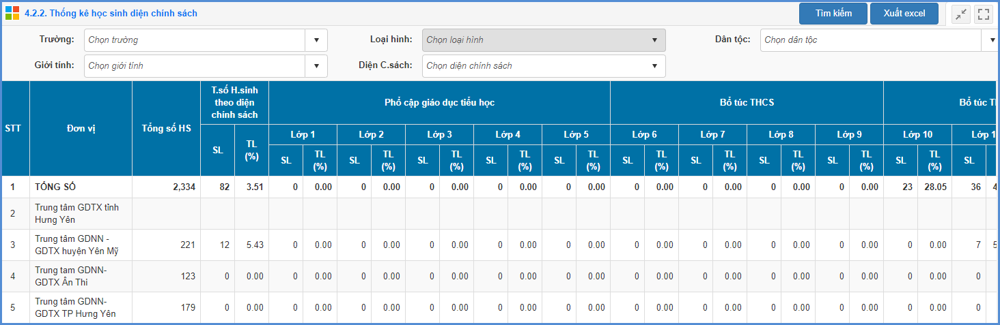 4.2.2. Thống kê học sinh diện chính sách
Tìm kiếm Xuất excel
Trường: Chọn trường Loại hình: Chọn loại hình Dân tộc: Chọn dân tộc
Giới tính: Chọn giới tính Diện C.sách: Chọn diện chính sách
STT Đơn vị Tổng số HS T.số H.sinh theo diện chính sách Phổ cập giáo dục tiểu học Bổ túc THCS Bổ túc
Lớp 1 Lớp 2 Lớp 3 Lớp 4 Lớp 5 Lớp 6 Lớp 7 Lớp 8 Lớp 9 Lớp 10 Lớp 1
SL TL (%) SL TL (%) SL TL (%) SL TL (%) SL TL (%) SL TL (%) SL TL (%) SL TL (%) SL TL (%) SL TL (%) SL TL (%) SL
1 TỔNG SỐ 2,334 82 3.51 0 0.00 0 0.00 0 0.00 0 0.00 0 0.00 0 0.00 0 0.00 0 0.00 0 0.00 23 28.05 36 4
2 Trung tâm GDTX tỉnh Hưng Yên
3 Trung tâm GDNN - GDTX huyện Yên Mỹ 221 12 5.43 0 0.00 0 0.00 0 0.00 0 0.00 0 0.00 0 0.00 0 0.00 0 0.00 0 0.00 0 0.00 7 5
4 Trung tam GDNN- GDTX Ân Thi 123 0 0.00 0 0.00 0 0.00 0 0.00 0 0.00 0 0.00 0 0.00 0 0.00 0 0.00 0 0.00 0 0.00 0
5 Trung tâm GDNN- GDTX TP Hưng Yên 179 0 0.00 0 0.00 0 0.00 0 0.00 0 0.00 0 0.00 0 0.00 0 0.00 0 0.00 0 0.00 0 0.00 0